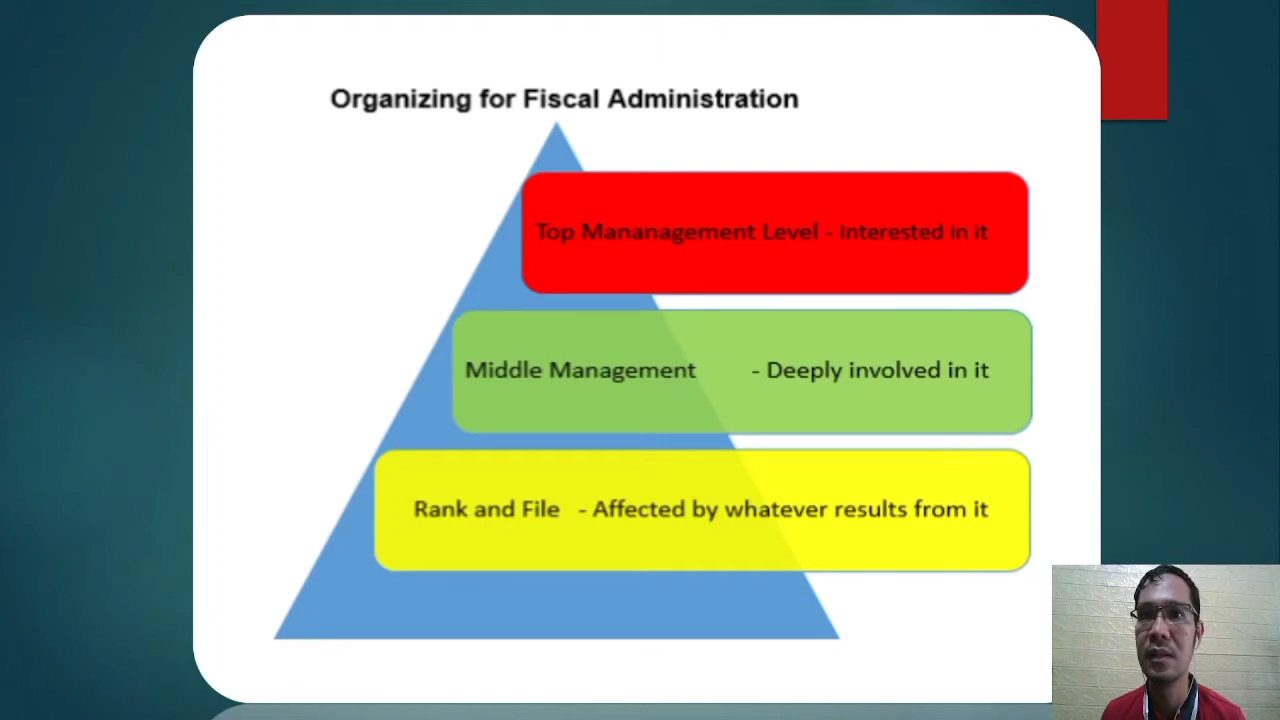 Organizing for Fiscal Administration
Top Mananagement Level - Interested in it
Middle Management - Deeply involved in it
Rank and File - Affected by whatever results from it